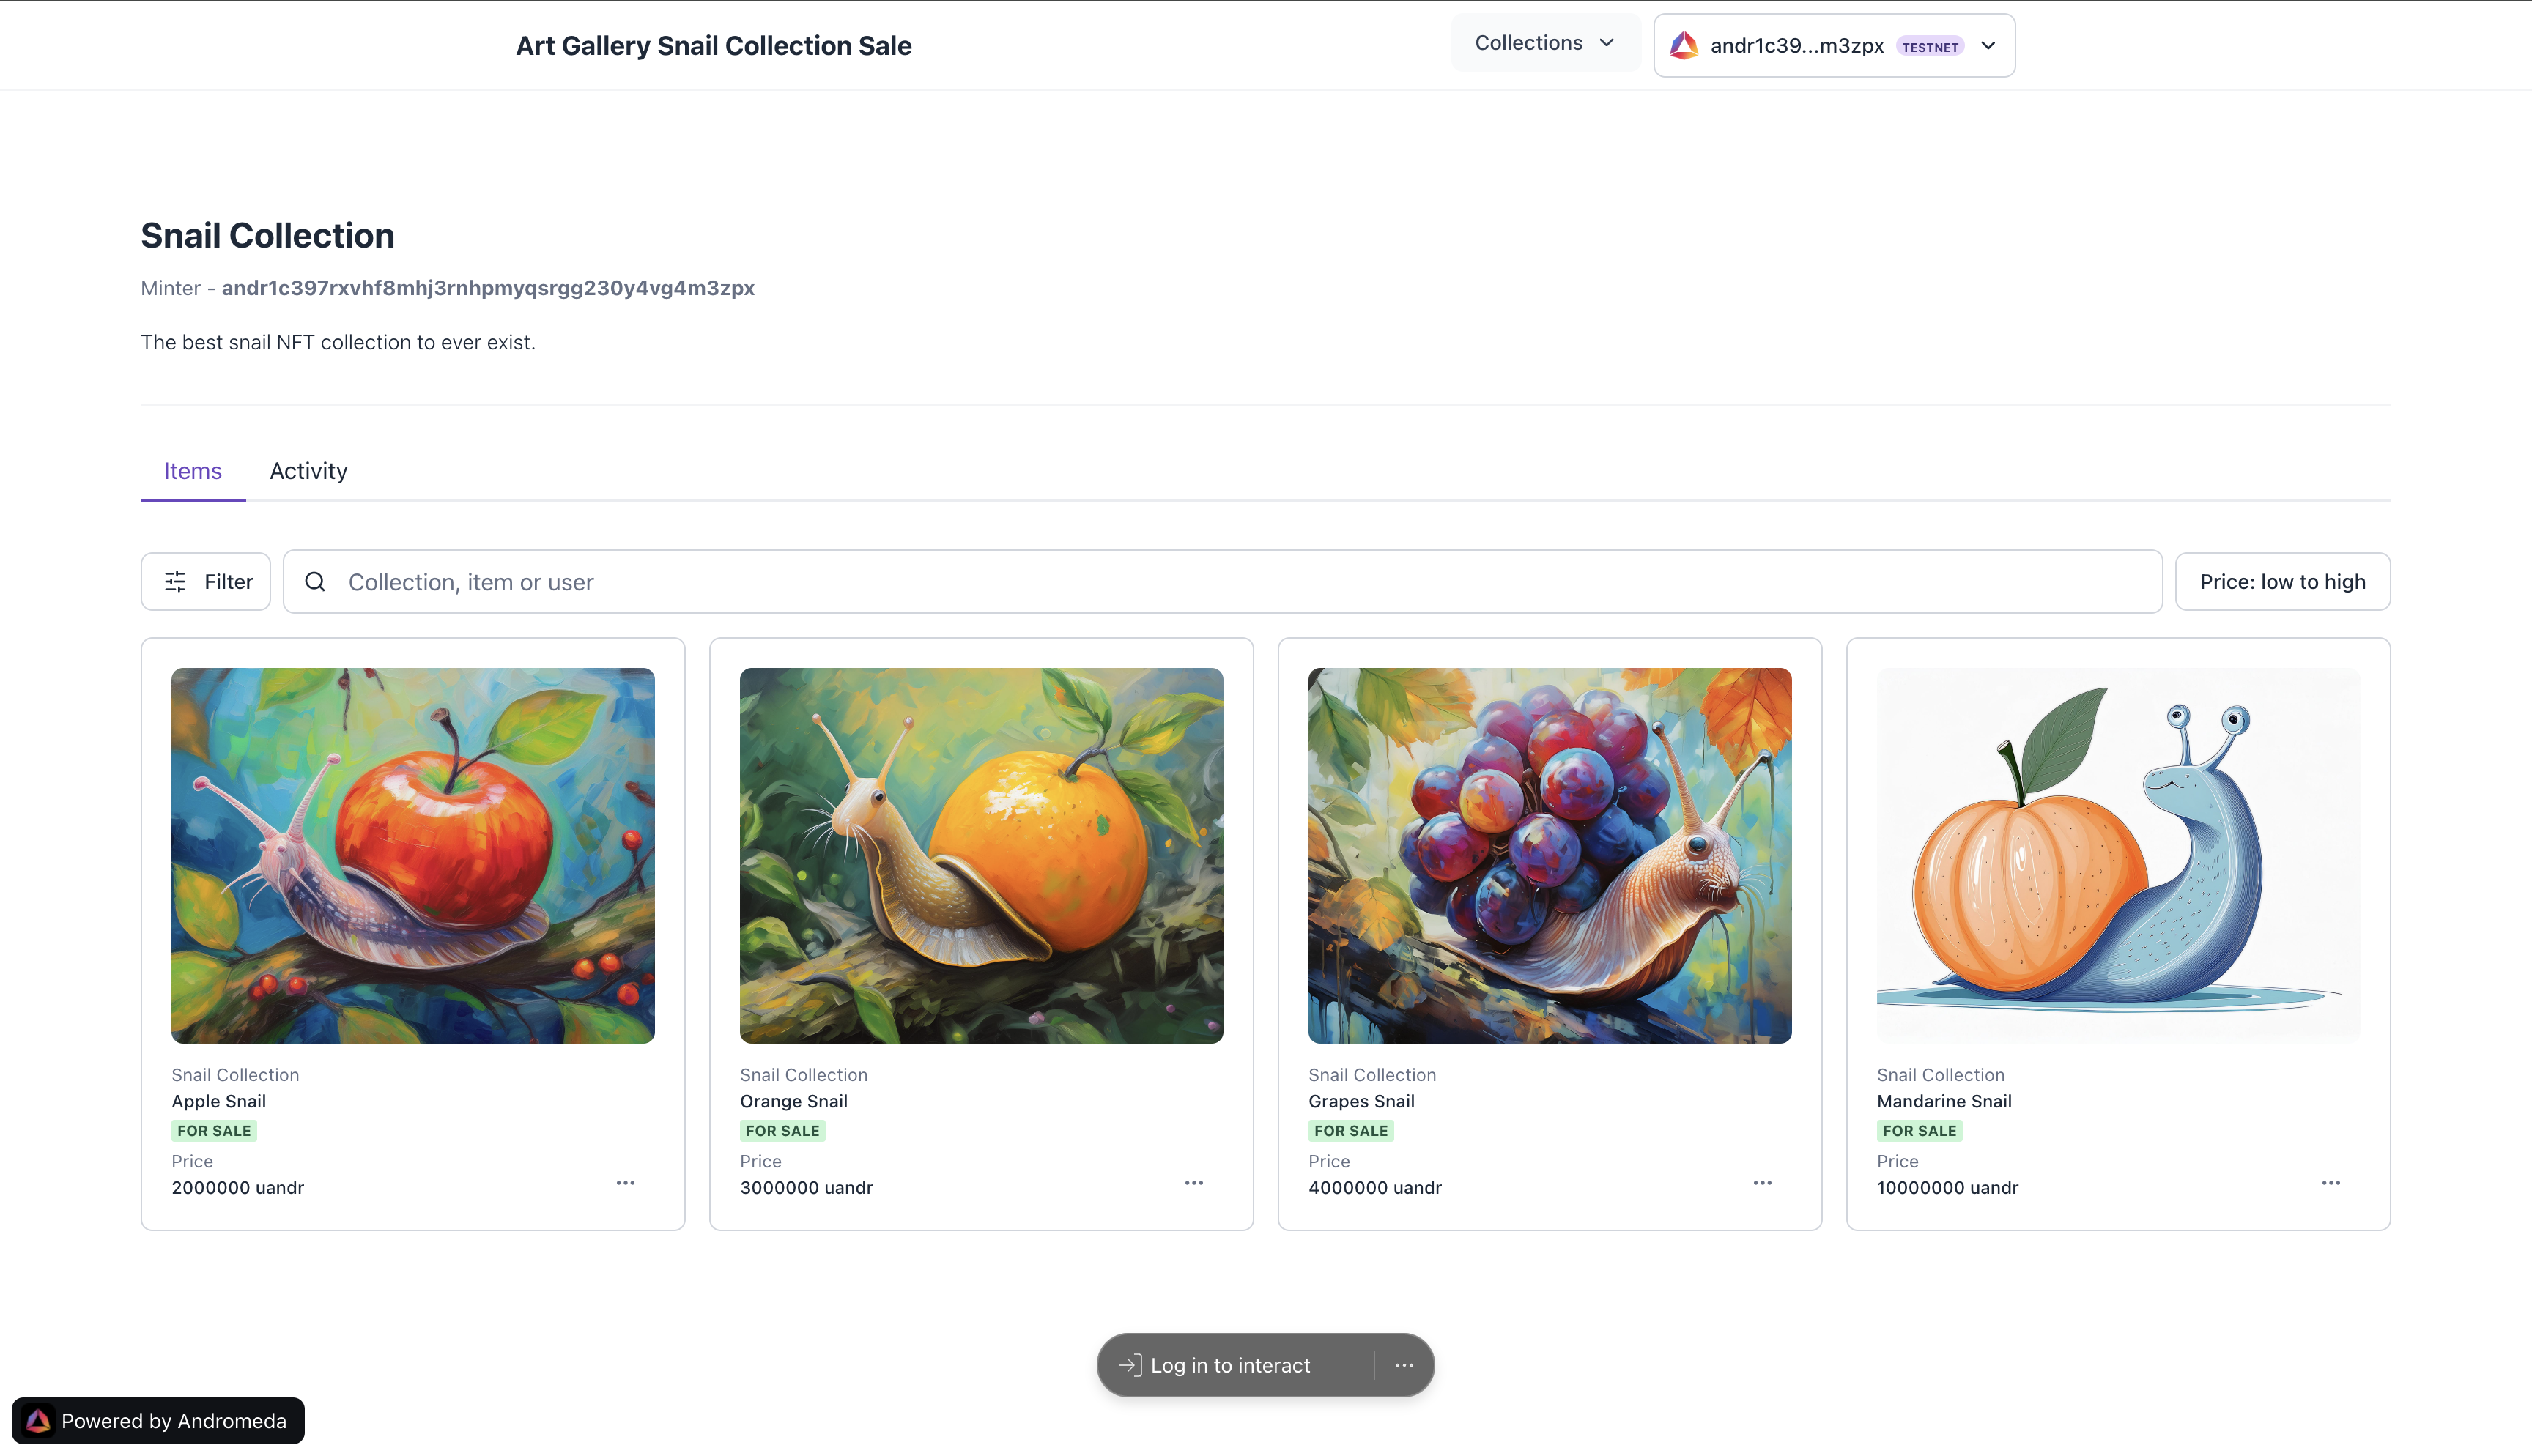 Art Gallery Snail Collection Sale
Collections
andr1c39...m3zpx TESTNET
Snail Collection
Minter - andr1c397rxvhf8mhj3rnhpmyqsrgg230y4vg4m3zpx
The best snail NFT collection to ever exist.
Items
Activity
Filter
Collection, item or user
Price: low to high
Snail Collection
Apple Snail
FOR SALE
Price
2000000 uandr
Snail Collection
Orange Snail
FOR SALE
Price
3000000 uandr
Snail Collection
Grapes Snail
FOR SALE
Price
4000000 uandr
Snail Collection
Mandarine Snail
FOR SALE
Price
10000000 uandr
Log in to interact
Powered by Andromeda